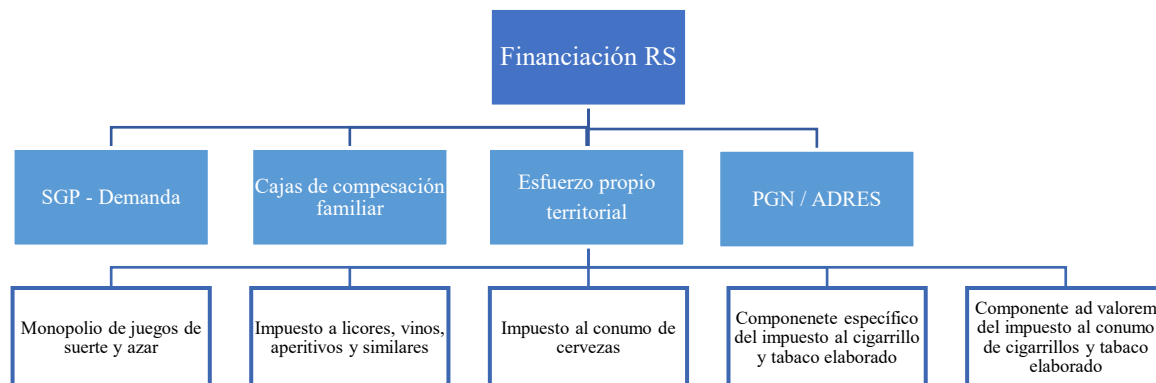 Financiación RS
SGP - Demanda
Cajas de compesación
familiar
Esfuerzo propio
territorial
PGN / ADRES
Monopolio de juegos de
suerte y azar
Impuesto a licores, vinos,
aperitivos y similares
Impuesto al conumo de
cervezas
Componenete específico
del impuesto al cigarrillo
y tabaco elaborado
Componente ad valorem
del impuesto al conumo
de cigarrillos y tabaco
elaborado